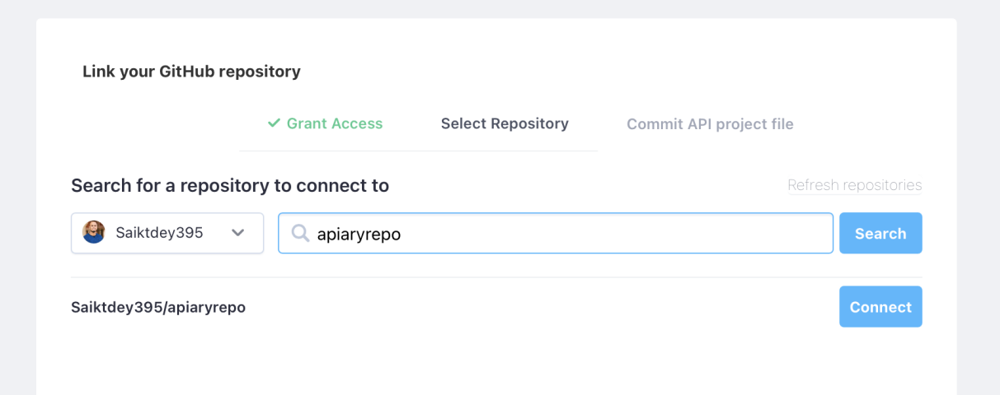 Link your GitHub repository
Grant Access Select Repository Commit API project file
Search for a repository to connect to Refresh repositories
Saiktdey395 apiaryrepo Search
Saiktdey395/apiaryrepo Connect